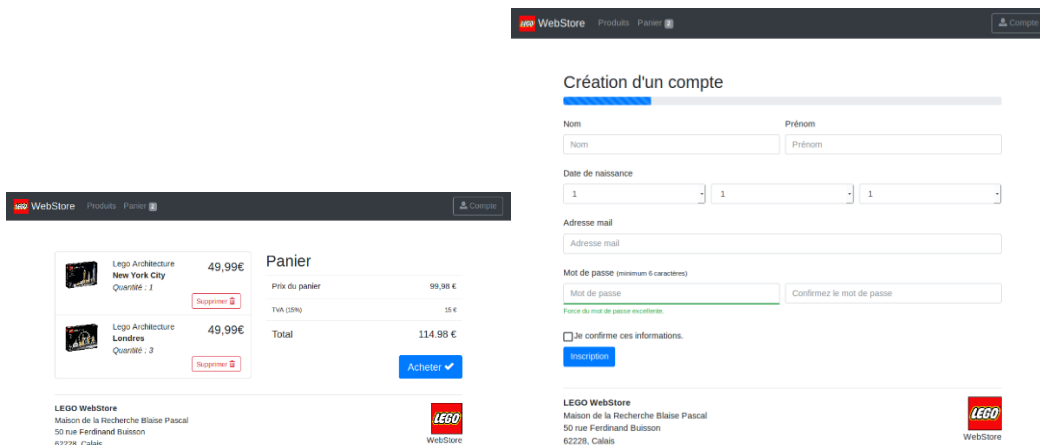 LEGO WebStore Produits Panier 2 Compte
Lego Architecture
New York City
Quantité : 1
49,99€
Supprimer
Lego Architecture
Londres
Quantité : 3
49,99€
Supprimer
Panier
Prix du panier 99,98 €
TVA (15%) 15 €
Total 114.98 €
Acheter
LEGO WebStore
Maison de la Recherche Blaise Pascal
50 rue Ferdinand Buisson
62228, Calais
LEGO
WebStore
LEGO WebStore Produits Panier 2 Compte
Création d'un compte
Nom Prénom
Nom Prénom
Date de naissance
1 1 1
Adresse mail
Adresse mail
Mot de passe (minimum 6 caractères)
Mot de passe Confirmez le mot de passe
Force du mot de passe excellente.
Je confirme ces informations.
Inscription
LEGO WebStore
Maison de la Recherche Blaise Pascal
50 rue Ferdinand Buisson
62228, Calais
LEGO
WebStore